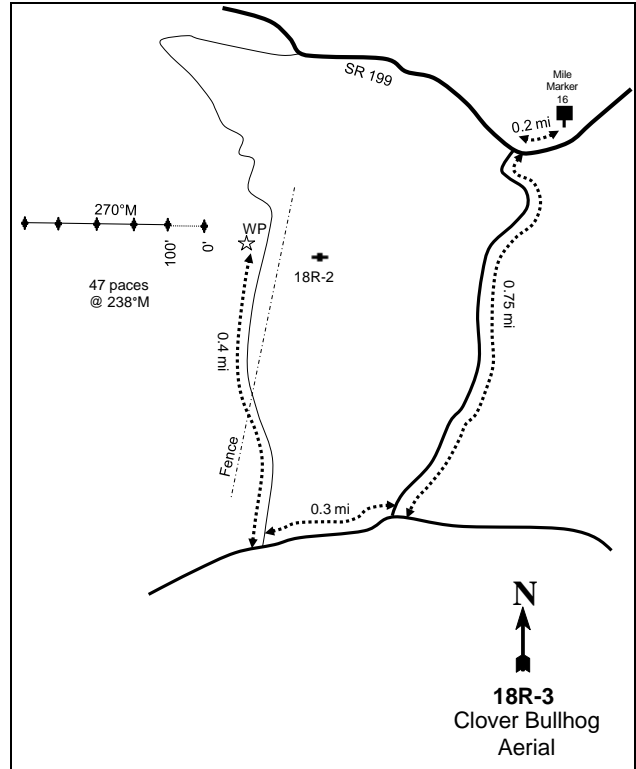 SR 199
Mile
Marker
16
0.2 mi
270°M
100'
0'
WP
47 paces
@ 238°M
18R-2
0.4 mi
0.75 mi
Fence
0.3 mi
N
18R-3
Clover Bullhog
Aerial